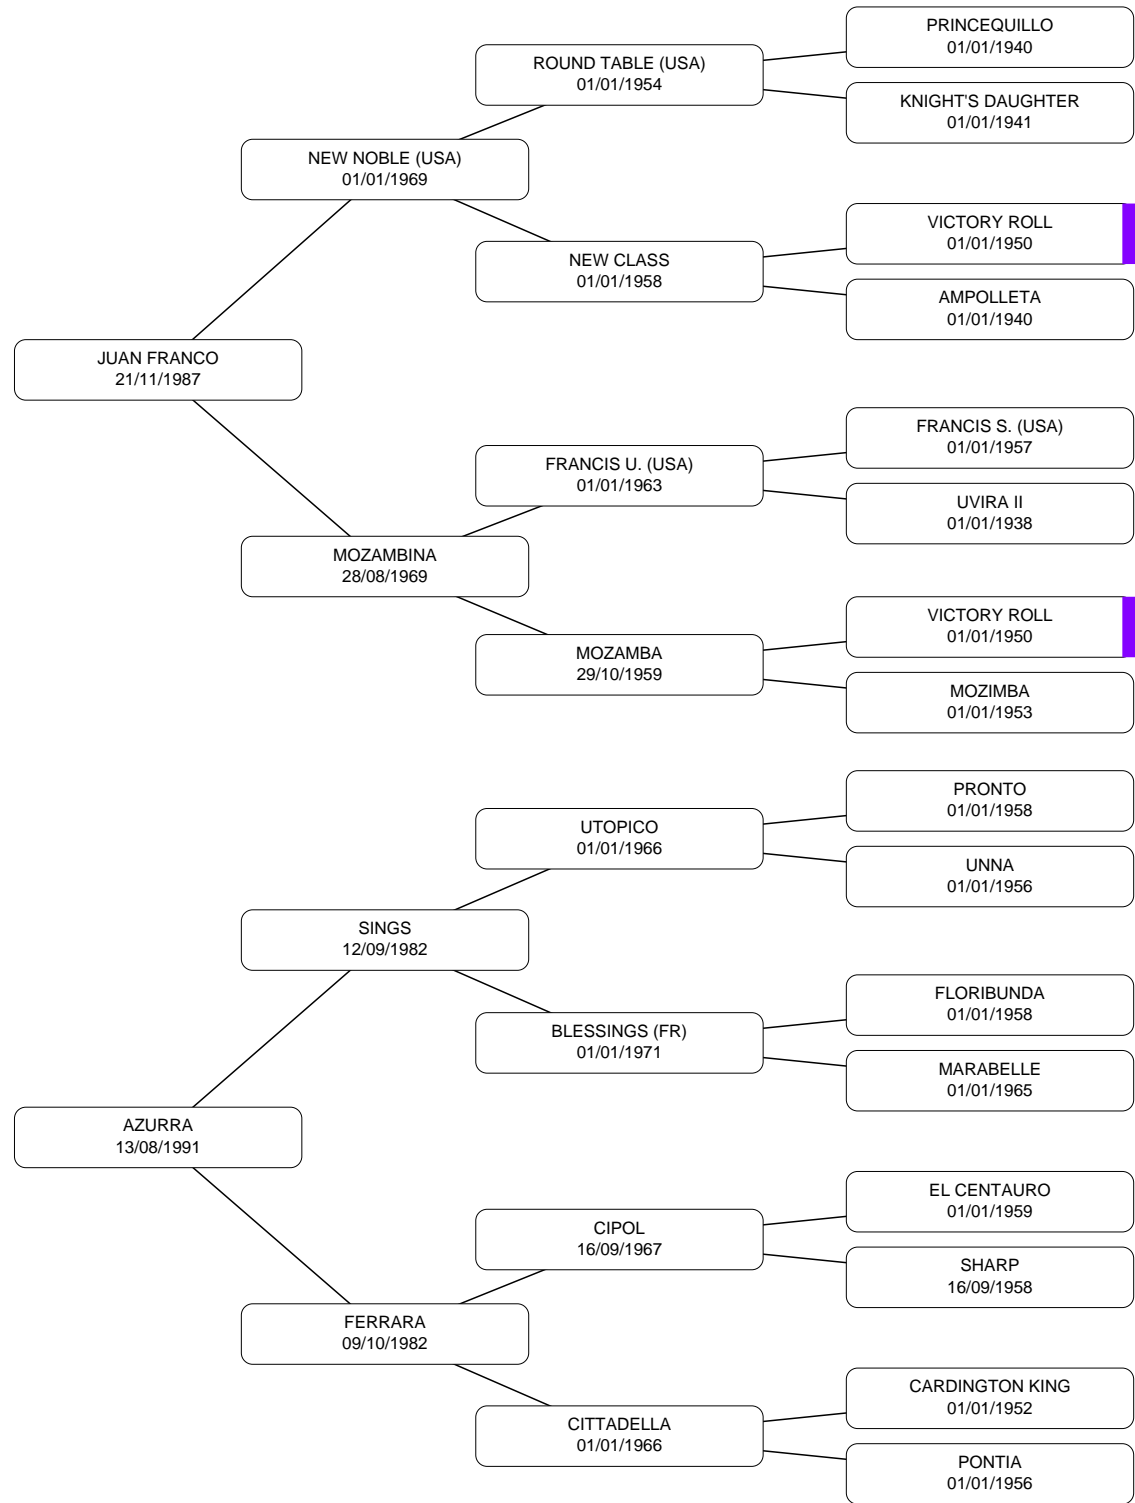 PRINCEQUILLO
01/01/1940
ROUND TABLE (USA)
01/01/1954
KNIGHT'S DAUGHTER
01/01/1941
NEW NOBLE (USA)
01/01/1969
VICTORY ROLL
01/01/1950
NEW CLASS
01/01/1958
AMPOLLETA
01/01/1940
JUAN FRANCO
21/11/1987
FRANCIS S. (USA)
01/01/1957
FRANCIS U. (USA)
01/01/1963
UVIRA II
01/01/1938
MOZAMBINA
28/08/1969
VICTORY ROLL
01/01/1950
MOZAMBA
29/10/1959
MOZIMBA
01/01/1953
PRONTO
01/01/1958
UTOPICO
01/01/1966
UNNA
01/01/1956
SINGS
12/09/1982
FLORIBUNDA
01/01/1958
BLESSINGS (FR)
01/01/1971
MARABELLE
01/01/1965
AZURRA
13/08/1991
EL CENTAURO
01/01/1959
CIPOL
16/09/1967
SHARP
16/09/1958
FERRARA
09/10/1982
CARDINGTON KING
01/01/1952
CITTADELLA
01/01/1966
PONTIA
01/01/1956